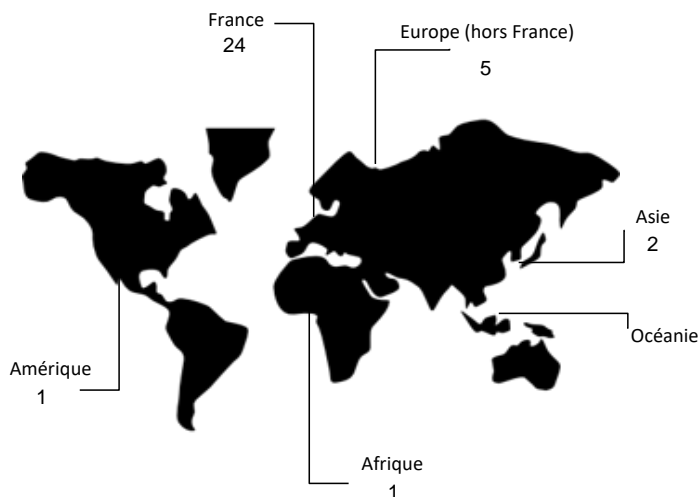 France
24
Europe (hors France)
5
Asie
2
Océanie
Amérique
1
Afrique
1